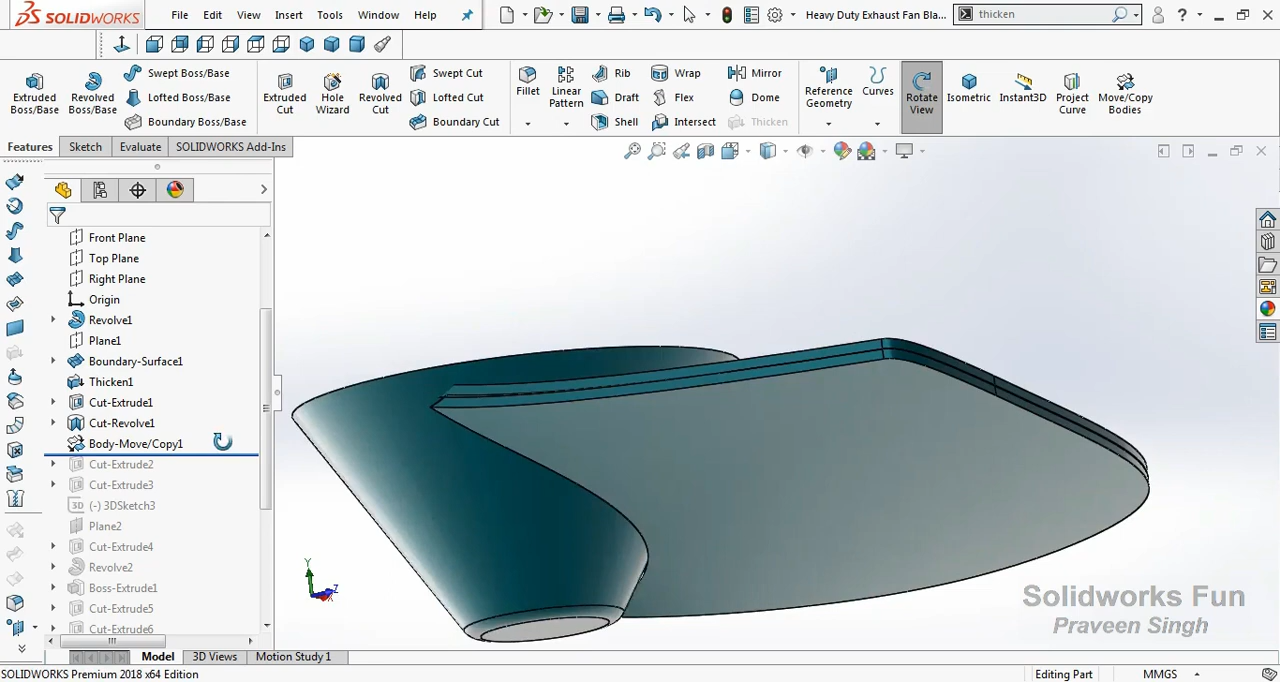 SOLIDWORKS File Edit View Insert Tools Window Help Heavy Duty Exhaust Fan Bla... thicken
Extruded Boss/Base
Revolved Boss/Base
Swept Boss/Base
Lofted Boss/Base
Boundary Boss/Base
Extruded Cut
Hole Wizard
Revolved Cut
Swept Cut
Lofted Cut
Boundary Cut
Fillet
Linear Pattern
Rib
Draft
Shell
Wrap
Flex
Intersect
Mirror
Dome
Thicken
Reference Geometry
Curves
Rotate View
Isometric
Instant3D
Project Curve
Move/Copy Bodies
Features Sketch Evaluate SOLIDWORKS Add-Ins
Front Plane
Top Plane
Right Plane
Origin
Revolve1
Plane1
Boundary-Surface1
Thicken1
Cut-Extrude1
Cut-Revolve1
Body-Move/Copy1
Cut-Extrude2
Cut-Extrude3
3D (-) 3DSketch3
Plane2
Cut-Extrude4
Revolve2
Boss-Extrude1
Cut-Extrude5
Cut-Extrude6
Y
Z
X
Solidworks Fun
Praveen Singh
Model 3D Views Motion Study 1
SOLIDWORKS Premium 2018 x64 Edition Editing Part MMGS